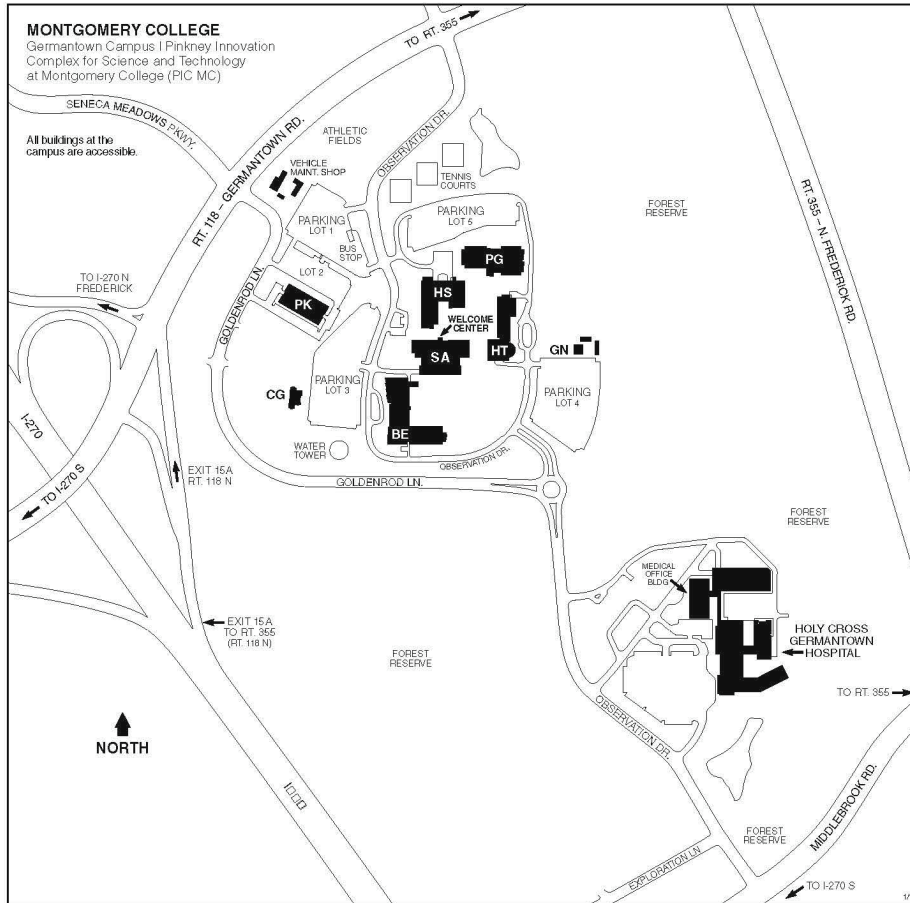 MONTGOMERY COLLEGE
Germantown Campus | Pinkney Innovation
Complex for Science and Technology
at Montgomery College (PIC MC)
TO RT. 355
SENECA MEADOWS PKWY.
All buildings at the
campus are accessible.
ATHLETIC
FIELDS
OBSERVATION DR.
VEHICLE
MAINT. SHOP
TENNIS
COURTS
RT. 118 – GERMANTOWN RD.
RT. 355 – N. FREDERICK RD.
FOREST
RESERVE
PARKING
LOT 1
PARKING
LOT 5
BUS
STOP
PG
LOT 2
TO I-270 N
FREDERICK
GOLDENROD LN.
HS
PK
WELCOME
CENTER
SA
HT
GN
PARKING
LOT 3
PARKING
LOT 4
CG
I-270
BE
WATER
TOWER
OBSERVATION DR.
EXIT 15A
RT. 118 N
GOLDENROD LN.
TO I-270 S
FOREST
RESERVE
MEDICAL
OFFICE
BLDG
EXIT 15A
TO RT. 355
(RT. 118 N)
HOLY CROSS
GERMANTOWN
HOSPITAL
FOREST
RESERVE
TO RT. 355
OBSERVATION DR.
NORTH
MIDDLEBROOK RD.
FOREST
RESERVE
EXPLORATION LN
TO I-270 S
1/